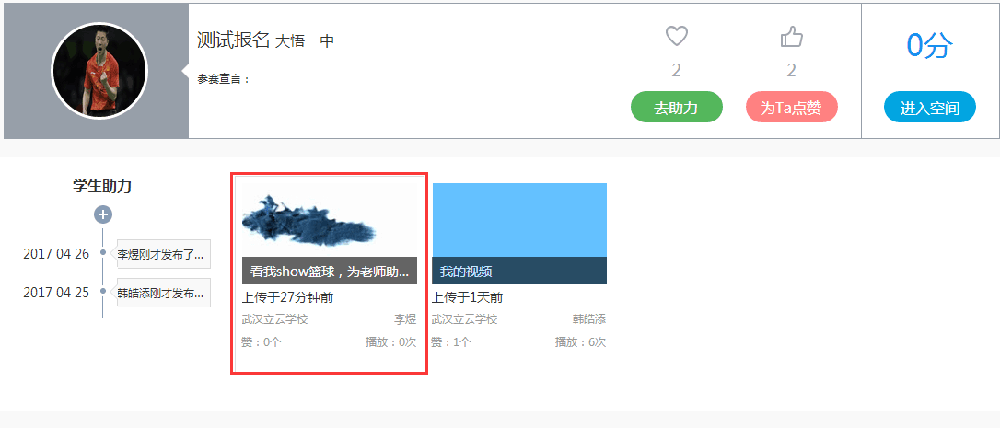 测试报名 大悟一中
参赛宣言：
2
去助力
2
为Ta点赞
0分
进入空间
学生助力
2017 04 26
李煜刚才发布了...
2017 04 25
韩皓添刚才发布...
看我show篮球，为老师助...
上传于27分钟前
武汉立云学校 李煜
赞：0个 播放：0次
我的视频
上传于1天前
武汉立云学校 韩皓添
赞：1个 播放：6次